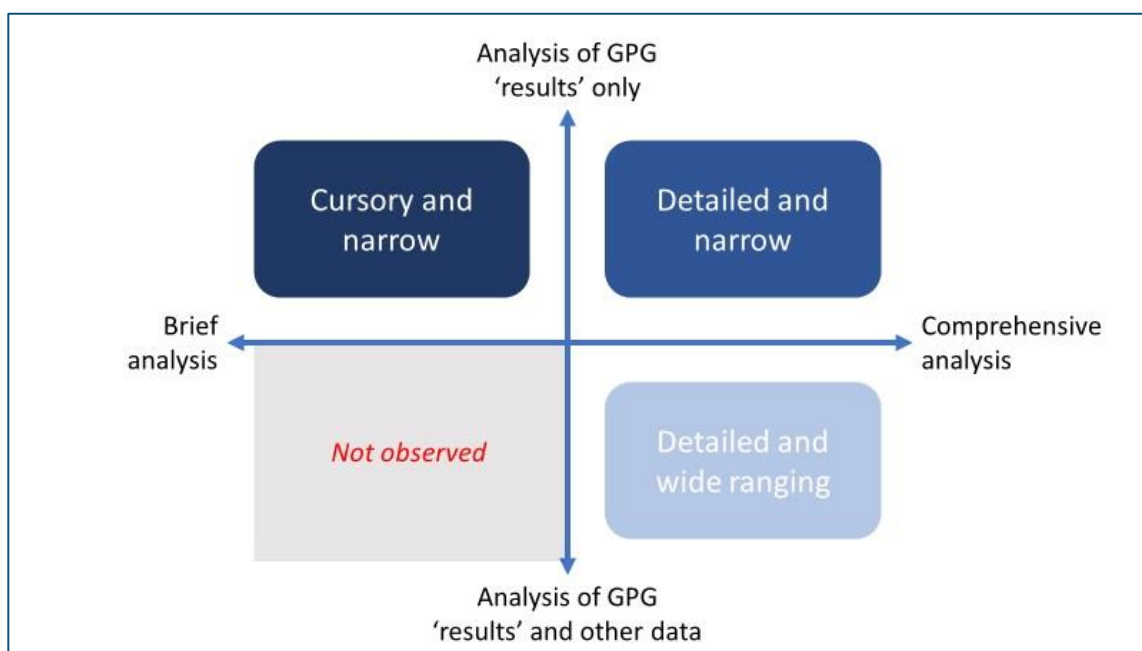 Analysis of GPG
‘results’ only
Cursory and
narrow
Detailed and
narrow
Brief
analysis
Comprehensive
analysis
Not observed
Detailed and
wide ranging
Analysis of GPG
‘results’ and other data